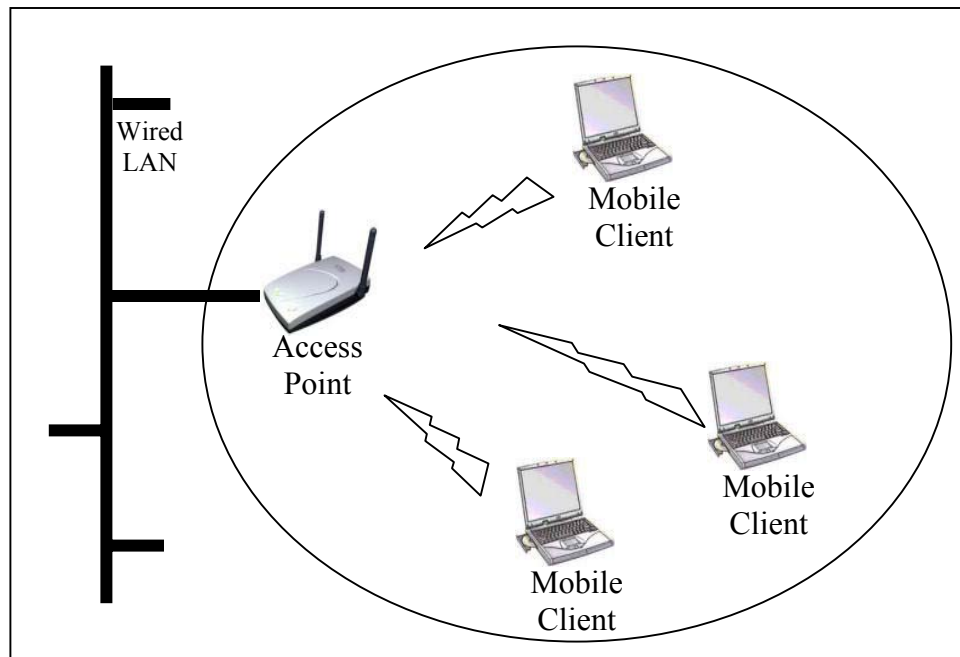 Wired
LAN
Mobile
Client
Access
Point
Mobile
Client
Mobile
Client